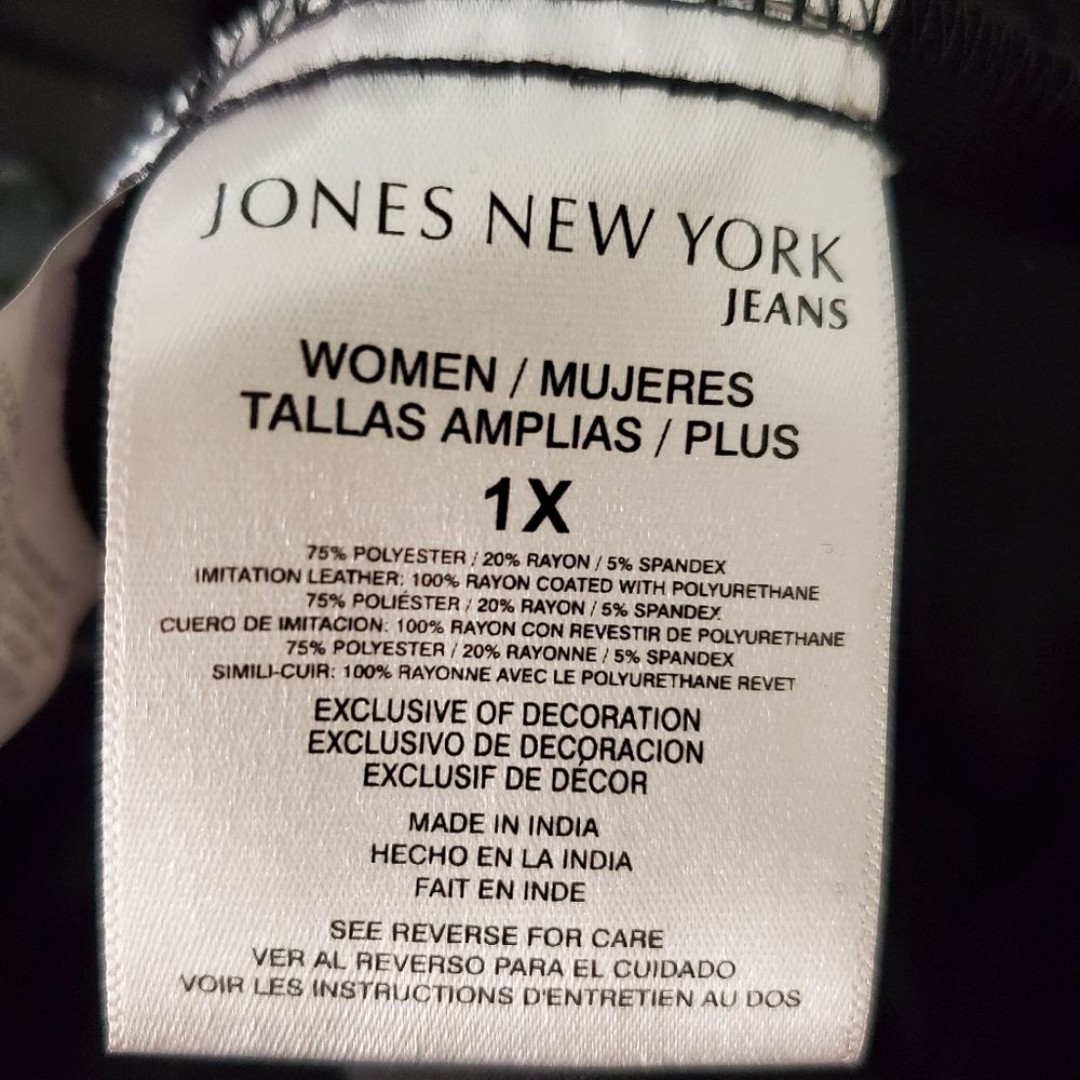 JONES NEW YORK
JEANS
WOMEN / MUJERES
TALLAS AMPLIAS / PLUS
1X
75% POLYESTER / 20% RAYON / 5% SPANDEX
IMITATION LEATHER: 100% RAYON COATED WITH POLYURETHANE
75% POLIÉSTER / 20% RAYON / 5% SPANDEX
CUERO DE IMITACION: 100% RAYON CON REVESTIR DE POLYURETHANE
75% POLYESTER / 20% RAYONNE / 5% SPANDEX
SIMILI-CUIR: 100% RAYONNE AVEC LE POLYURETHANE REVET
EXCLUSIVE OF DECORATION
EXCLUSIVO DE DECORACION
EXCLUSIF DE DÉCOR
MADE IN INDIA
HECHO EN LA INDIA
FAIT EN INDE
SEE REVERSE FOR CARE
VER AL REVERSO PARA EL CUIDADO
VOIR LES INSTRUCTIONS D'ENTRETIEN AU DOS